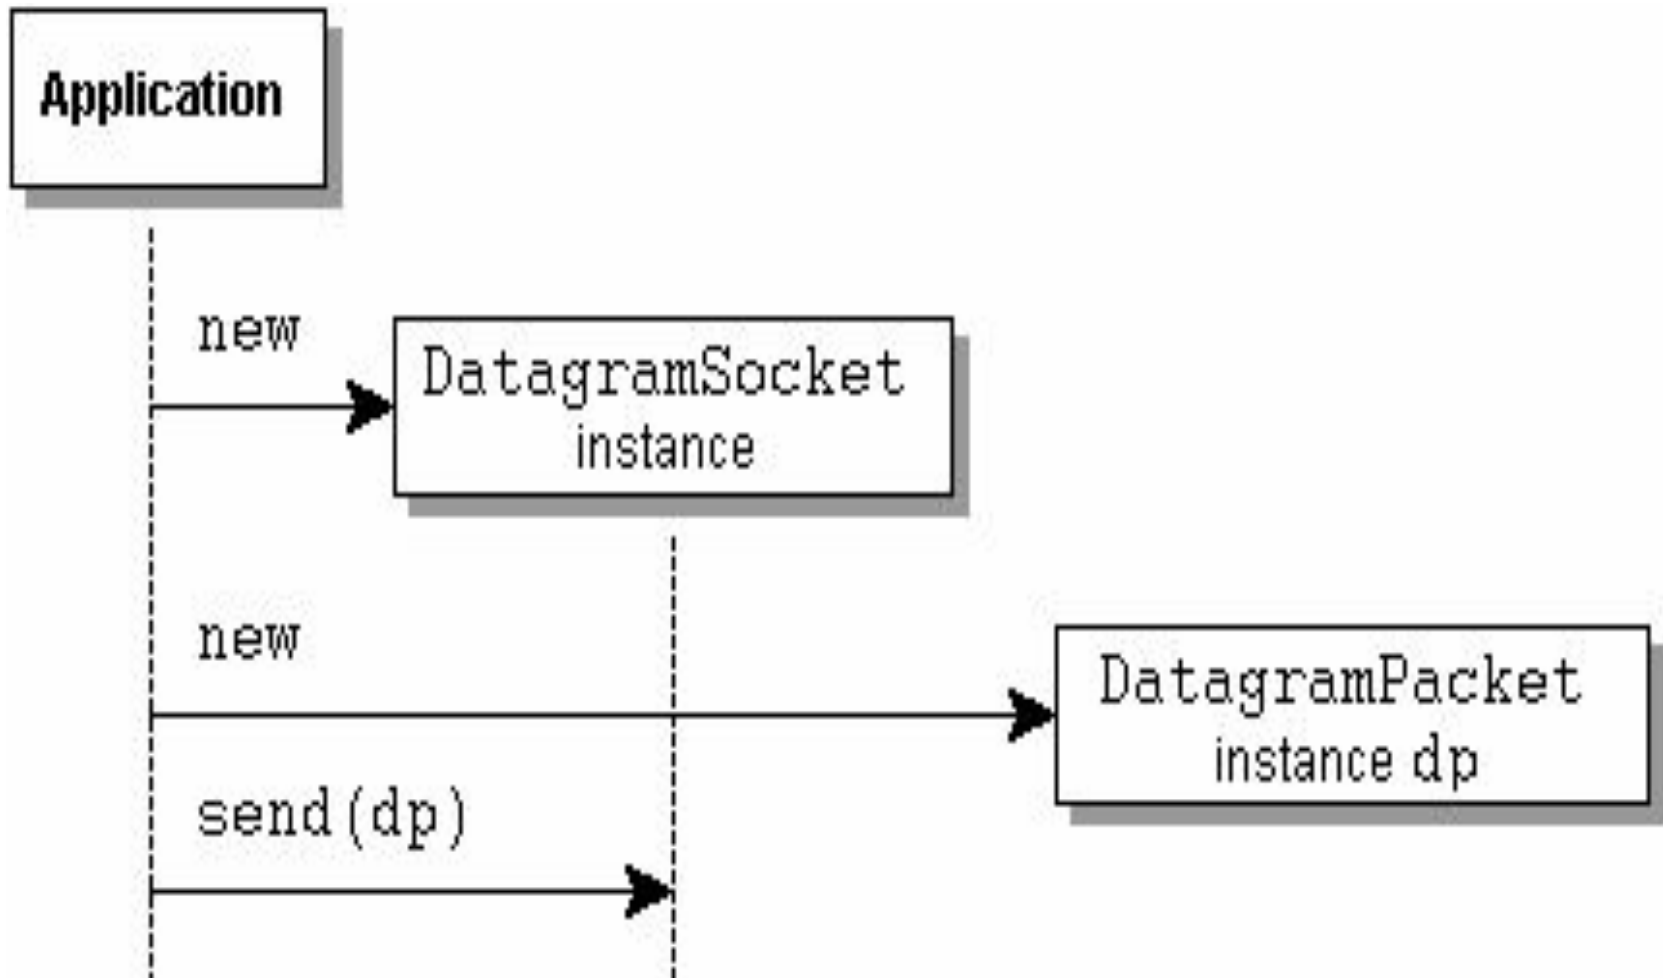 Application
new
DatagramSocket
instance
new
DatagramPacket
instance dp
send(dp)